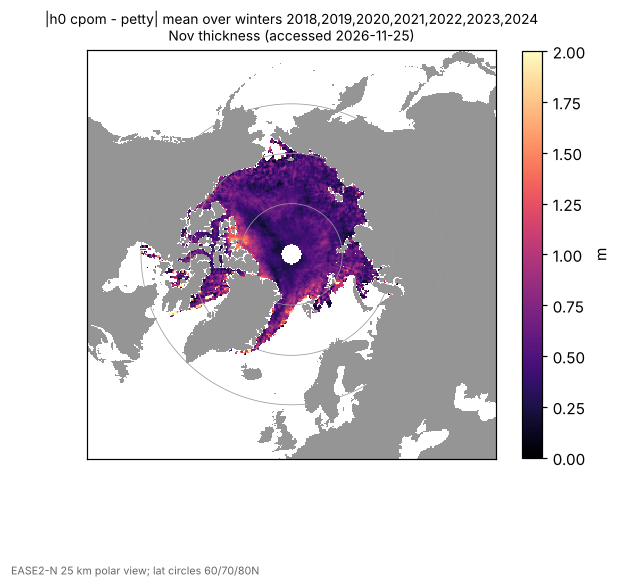 |h0 cpom - petty| mean over winters 2018,2019,2020,2021,2022,2023,2024
Nov thickness (accessed 2026-11-25)
2.00
1.75
1.50
1.25
1.00
0.75
0.50
0.25
0.00
m
EASE2-N 25 km polar view; lat circles 60/70/80N